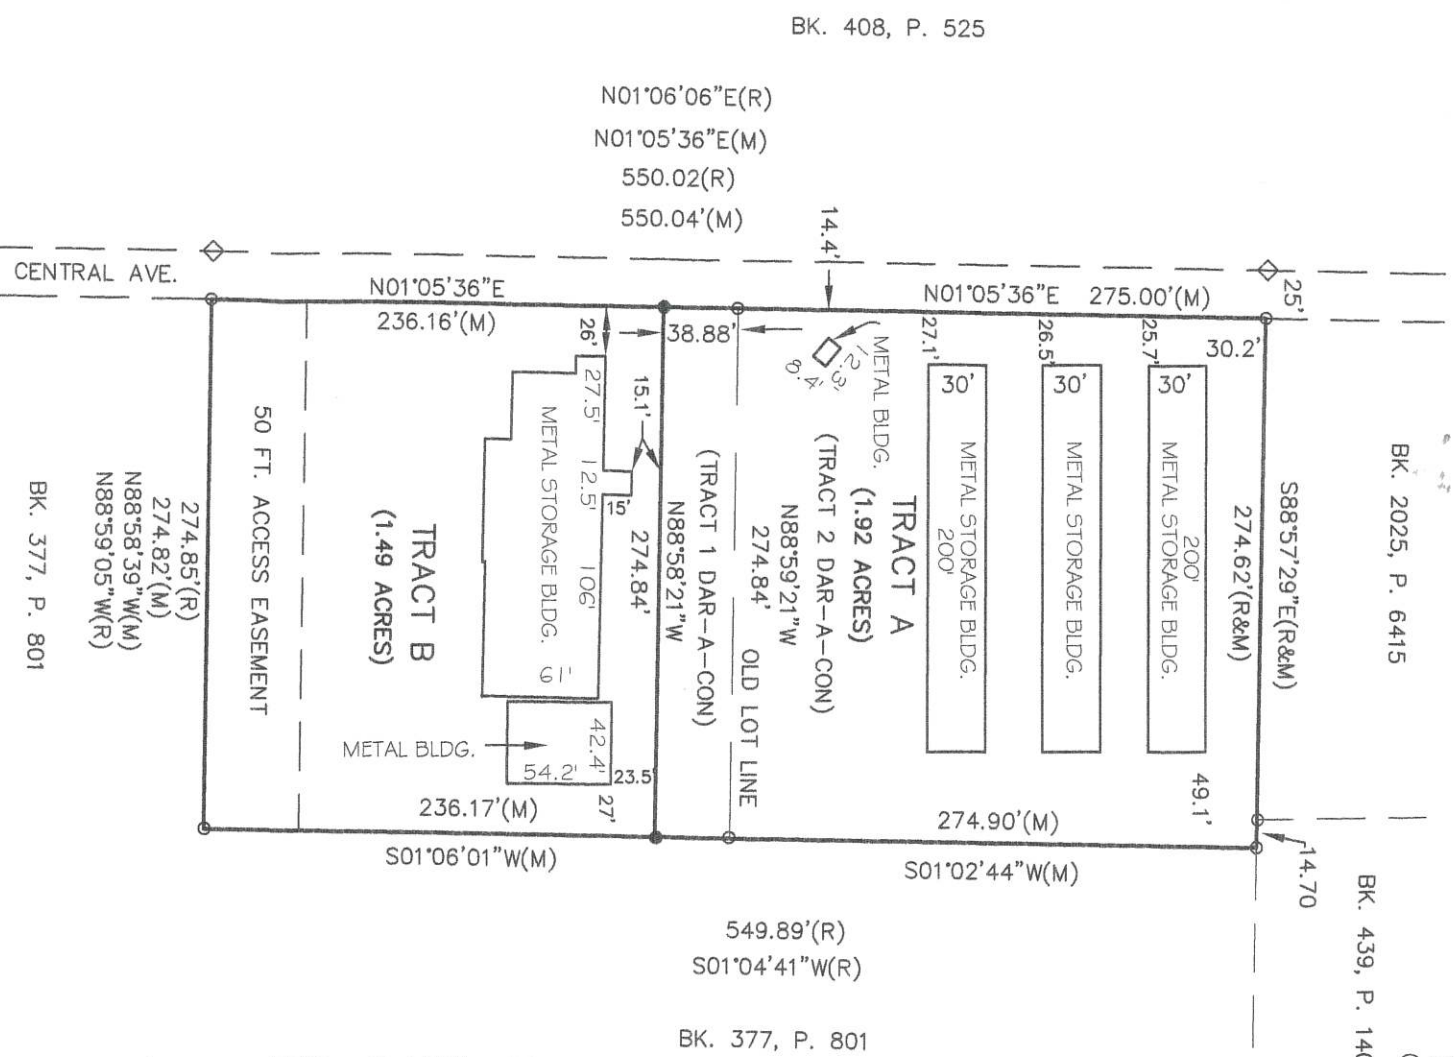 BK. 408, P. 525
N01°06'06"E(R)
N01°05'36"E(M)
550.02(R)
550.04'(M)
14.4'
CENTRAL AVE.
25'
N01°05'36"E
236.16'(M)
N01°05'36"E 275.00'(M)
26'
38.88'
METAL BLDG.
12.3'
8.4'
27.1'
26.5'
25.7'
30.2'
30'
30'
30'
METAL STORAGE BLDG.
200'
METAL STORAGE BLDG.
METAL STORAGE BLDG.
200'
S88°57'29"E(R&M)
274.62'(R&M)
BK. 2025, P. 6415
TRACT A
(1.92 ACRES)
(TRACT 2 DAR-A-CON)
N88°59'21"W
274.84'
OLD LOT LINE
(TRACT 1 DAR-A-CON)
N88°58'21"W
274.84'
15.1'
27.5'
12.5'
15'
106'
METAL STORAGE BLDG.
61'
TRACT B
(1.49 ACRES)
50 FT. ACCESS EASEMENT
274.85'(R)
274.82'(M)
N88°58'39"W(M)
N88°59'05"W(R)
BK. 377, P. 801
METAL BLDG.
42.4'
54.2'
23.5'
27'
49.1'
236.17'(M)
274.90'(M)
S01°06'01"W(M)
S01°02'44"W(M)
14.70
549.89'(R)
S01°04'41"W(R)
BK. 439, P.
BK. 377, P. 801